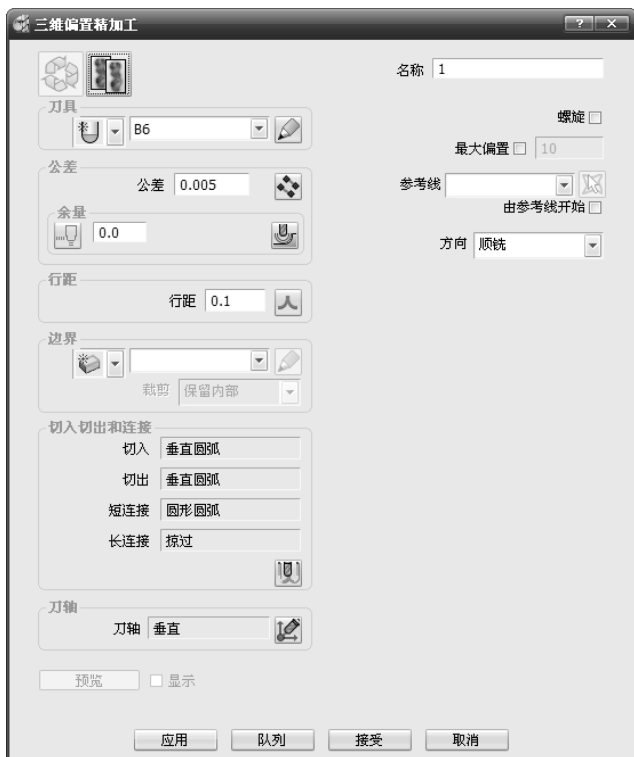 三维偏置精加工
名称 1
刀具
B6
螺旋
最大偏置 10
公差
公差 0.005
参考线
由参考线开始
余量
0.0
方向 顺铣
行距
行距 0.1
边界
裁剪 保留内部
切入切出和连接
切入 垂直圆弧
切出 垂直圆弧
短连接 圆形圆弧
长连接 掠过
刀轴
刀轴 垂直
预览 显示
应用 队列 接受 取消